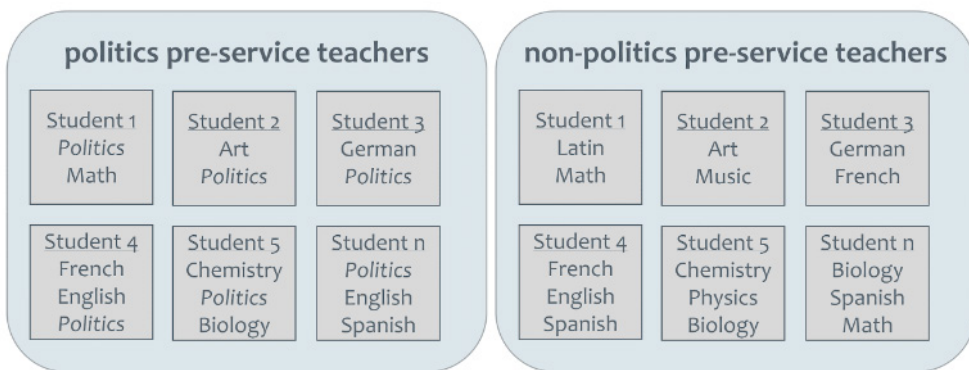 politics pre-service teachers
Student 1
Politics
Math
Student 2
Art
Politics
Student 3
German
Politics
Student 4
French
English
Politics
Student 5
Chemistry
Politics
Biology
Student n
Politics
English
Spanish
non-politics pre-service teachers
Student 1
Latin
Math
Student 2
Art
Music
Student 3
German
French
Student 4
French
English
Spanish
Student 5
Chemistry
Physics
Biology
Student n
Biology
Spanish
Math